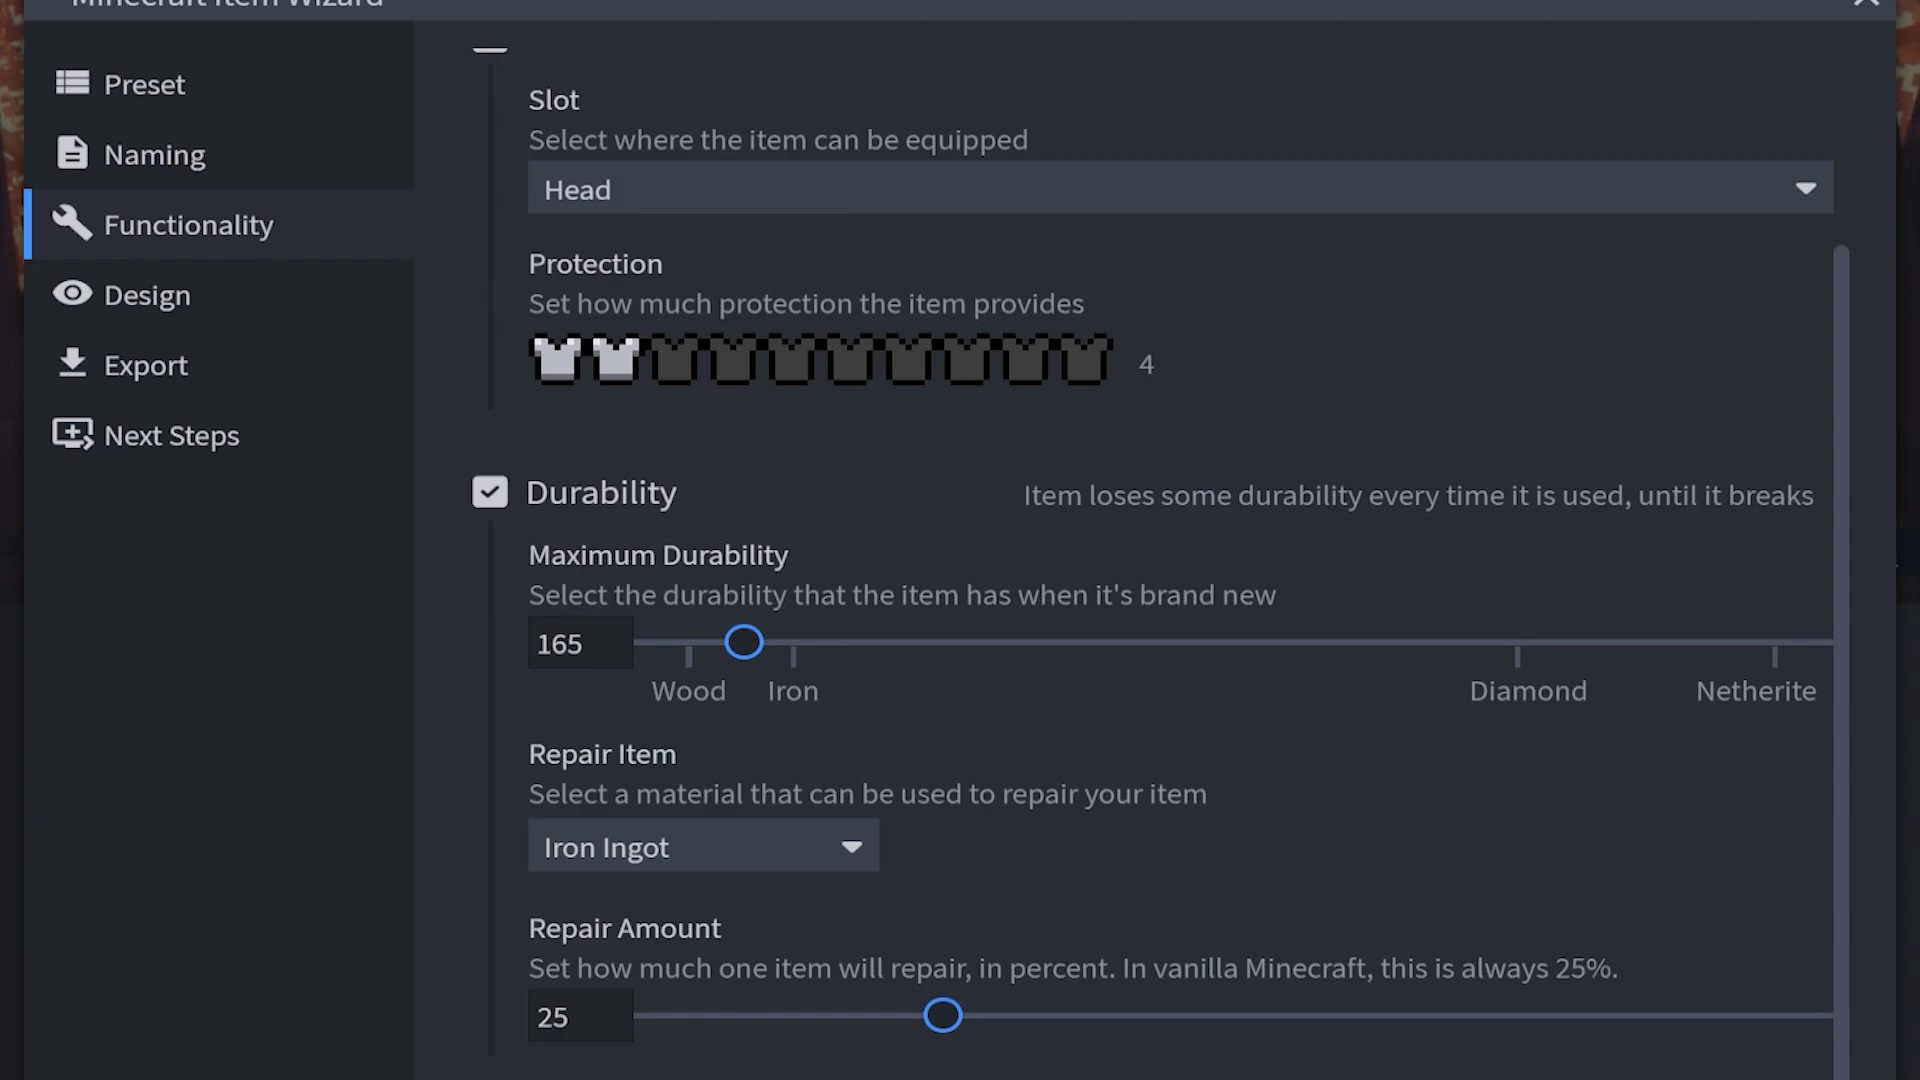 Minecraft Item Wizard
Preset
Naming
Functionality
Design
Export
Next Steps
Slot
Select where the item can be equipped
Head
Protection
Set how much protection the item provides
4
Durability
Item loses some durability every time it is used, until it breaks
Maximum Durability
Select the durability that the item has when it's brand new
165
Wood Iron Diamond Netherite
Repair Item
Select a material that can be used to repair your item
Iron Ingot
Repair Amount
Set how much one item will repair, in percent. In vanilla Minecraft, this is always 25%.
25